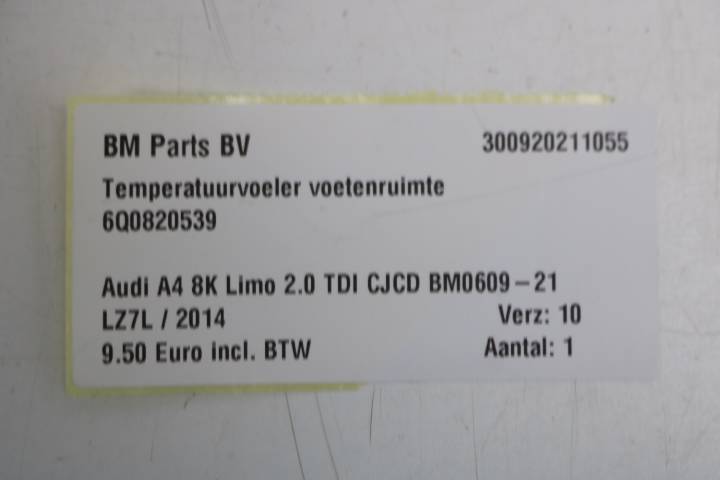 BM Parts BV 300920211055
Temperatuurvoeler voetenruimte
6Q0820539
Audi A4 8K Limo 2.0 TDI CJCD BM0609-21
LZ7L / 2014 Verz: 10
9.50 Euro incl. BTW Aantal: 1